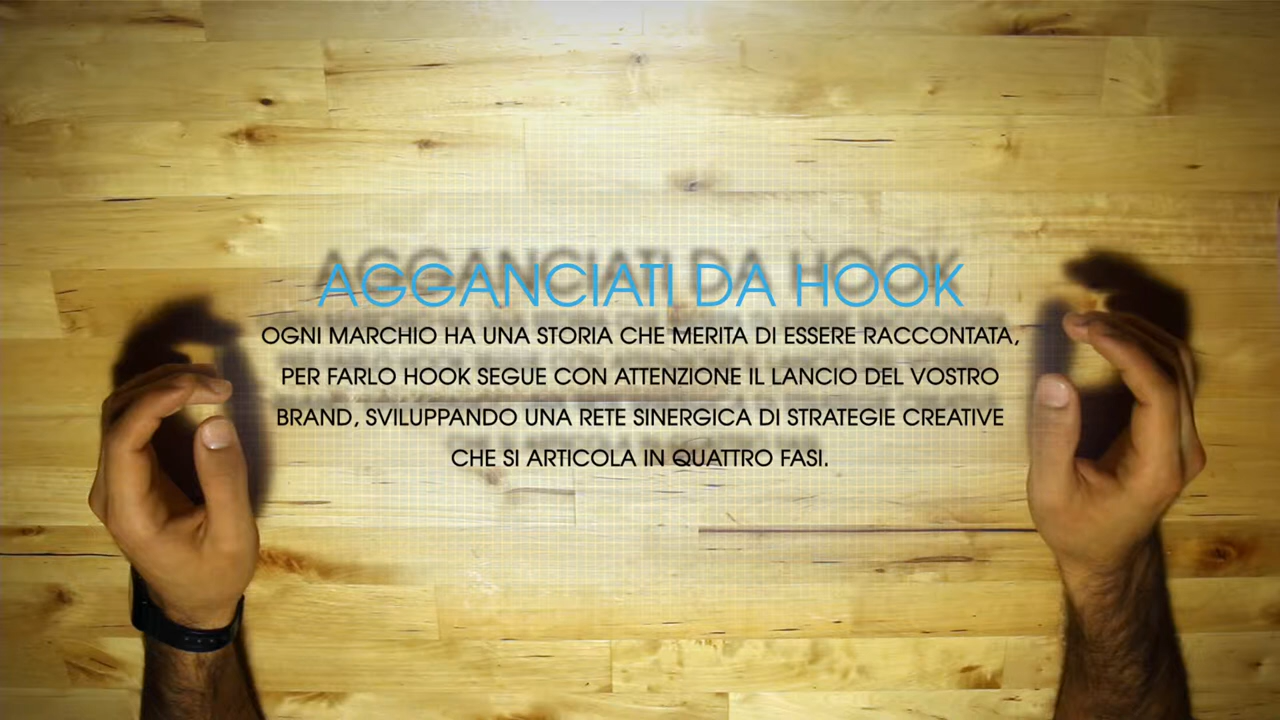 AGGANCIATI DA HOOK
OGNI MARCHIO HA UNA STORIA CHE MERITA DI ESSERE RACCONTATA,
PER FARLO HOOK SEGUE CON ATTENZIONE IL LANCIO DEL VOSTRO
BRAND, SVILUPPANDO UNA RETE SINERGICA DI STRATEGIE CREATIVE
CHE SI ARTICOLA IN QUATTRO FASI.